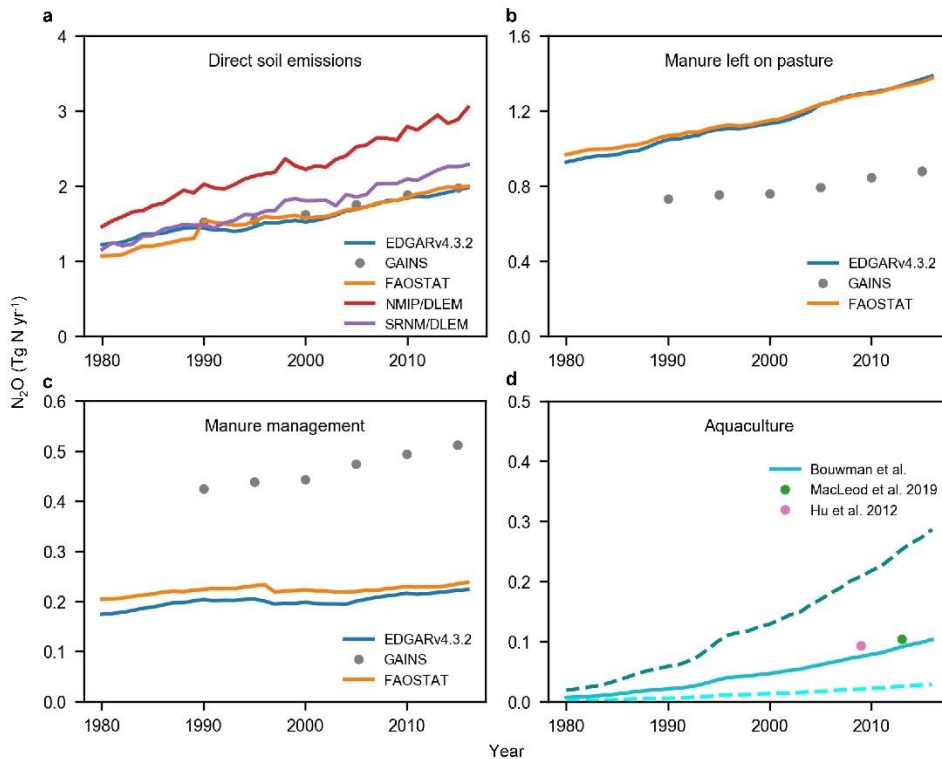 a
Direct soil emissions
4
3
2
1
0
EDGARv4.3.2
GAINS
FAOSTAT
NMIP/DLEM
SRNM/DLEM
1980 1990 2000 2010
b
Manure left on pasture
1.6
1.2
0.8
0.4
0.0
EDGARv4.3.2
GAINS
FAOSTAT
1980 1990 2000 2010
N₂O (Tg N yr⁻¹)
c
Manure management
0.6
0.5
0.4
0.3
0.2
0.1
0.0
EDGARv4.3.2
GAINS
FAOSTAT
1980 1990 2000 2010
d
Aquaculture
0.5
0.4
0.3
0.2
0.1
0.0
Bouwman et al.
MacLeod et al. 2019
Hu et al. 2012
1980 1990 2000 2010
Year